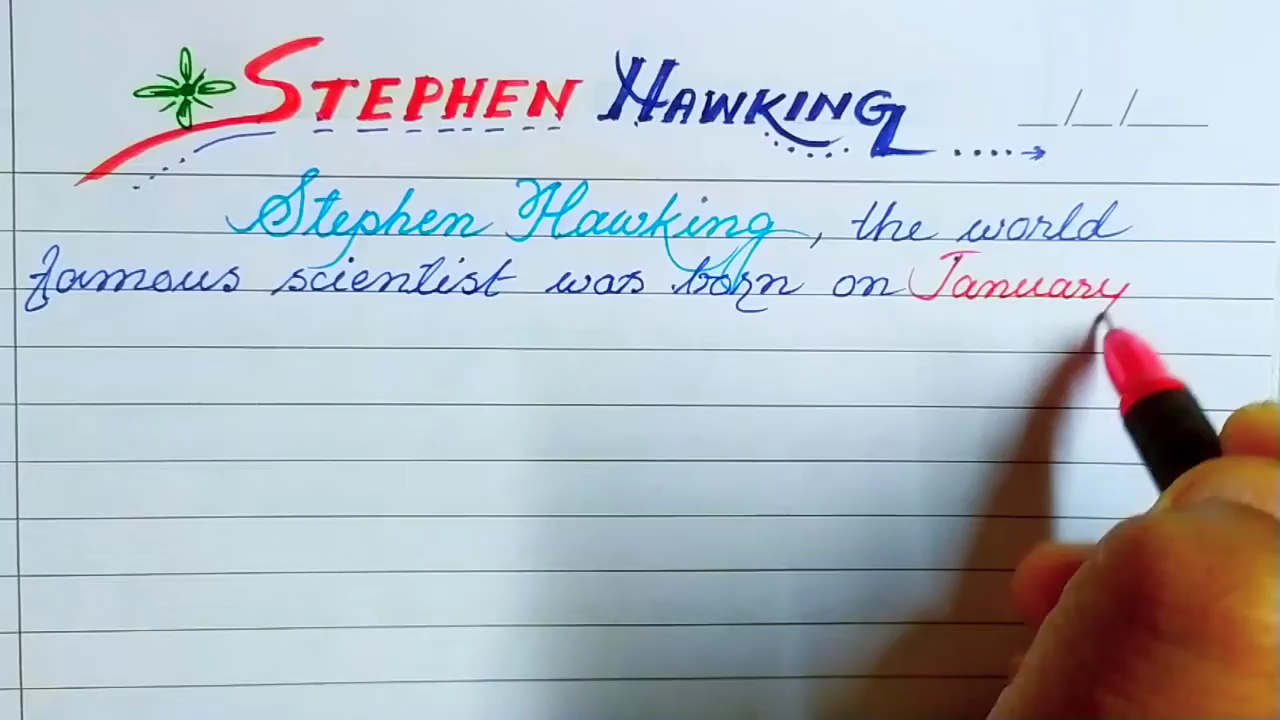 STEPHEN HAWKING
Stephen Hawking, the world
famous scientist was born on January